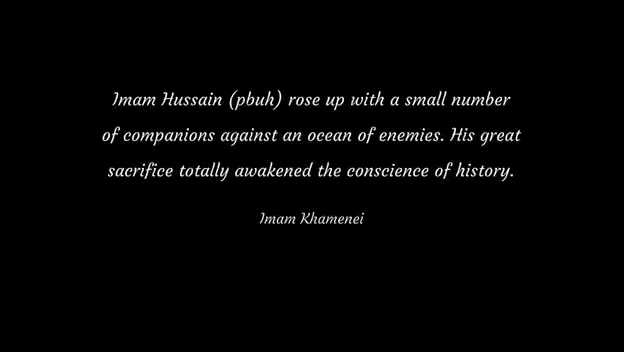 Imam Hussain (pbuh) rose up with a small number
of companions against an ocean of enemies. His great
sacrifice totally awakened the conscience of history.
Imam Khamenei